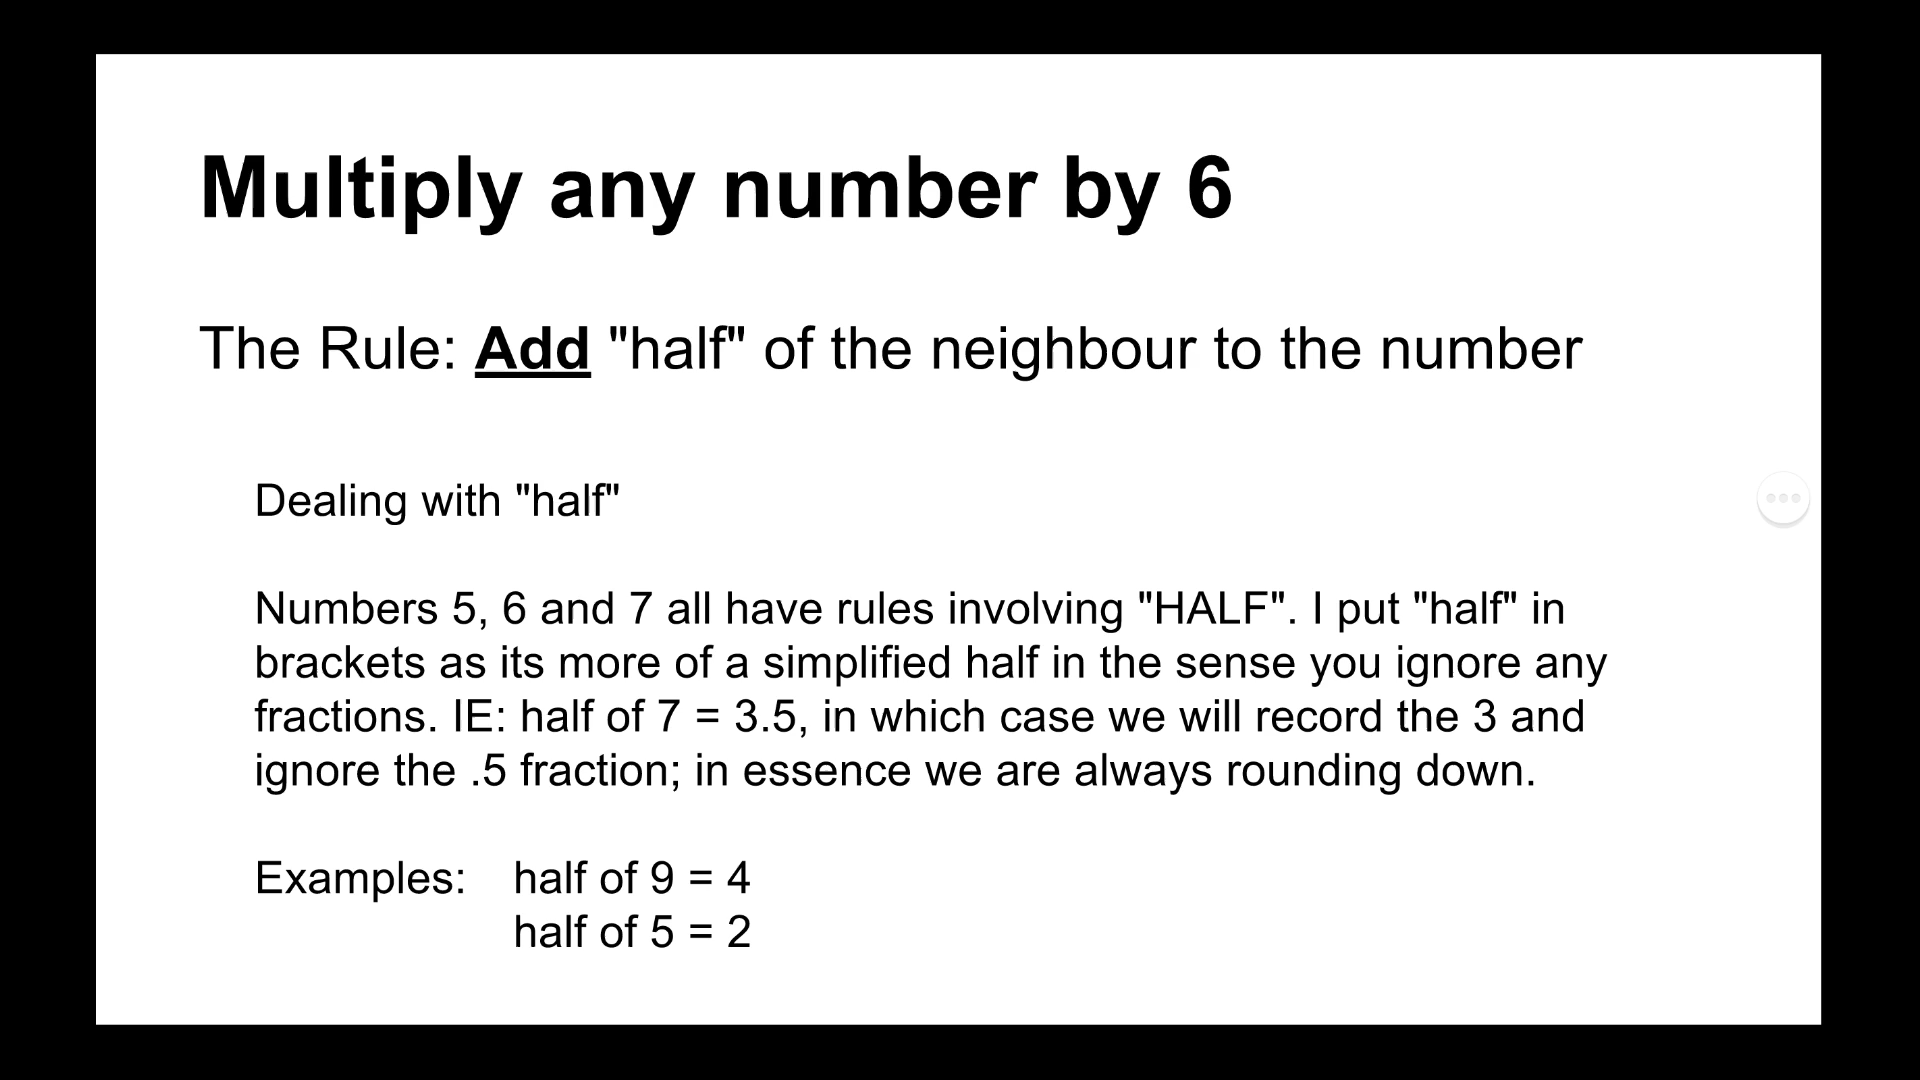 Multiply any number by 6
The Rule: Add "half" of the neighbour to the number
Dealing with "half"
Numbers 5, 6 and 7 all have rules involving "HALF". I put "half" in
brackets as its more of a simplified half in the sense you ignore any
fractions. IE: half of 7 = 3.5, in which case we will record the 3 and
ignore the .5 fraction; in essence we are always rounding down.
Examples: half of 9 = 4
half of 5 = 2